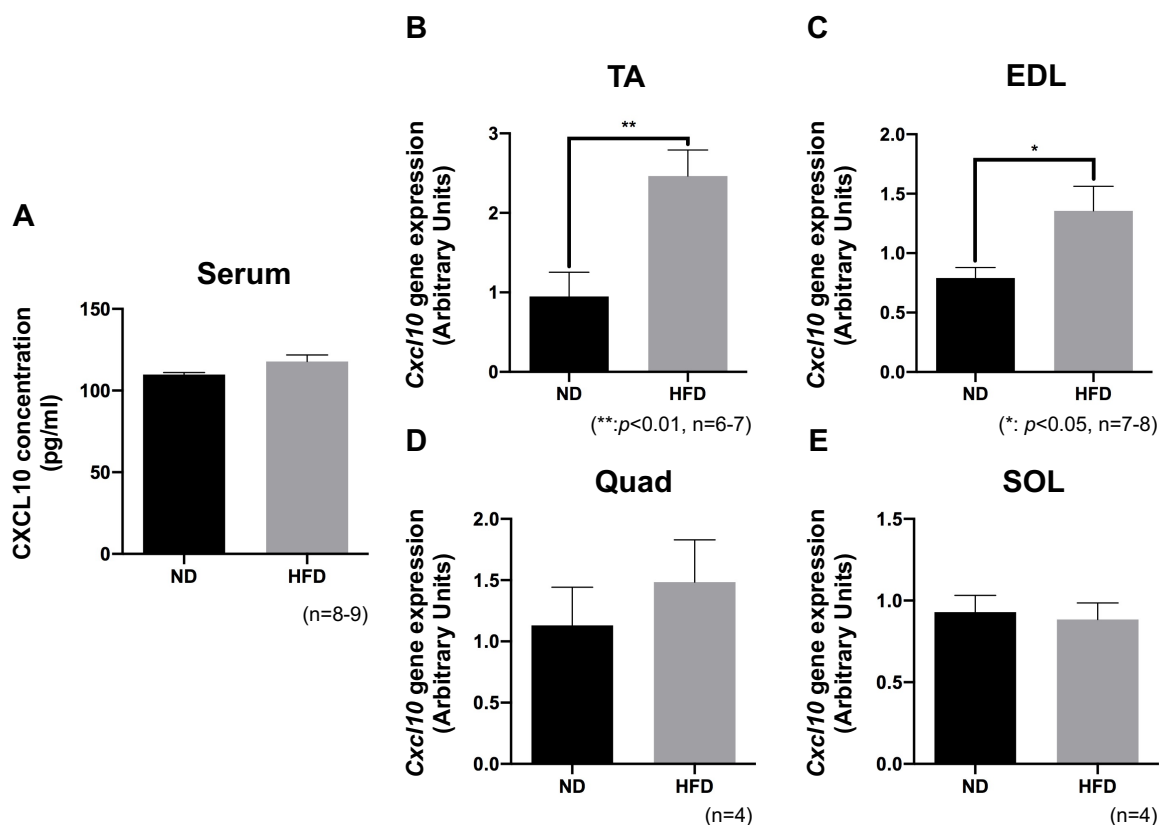 A
Serum
CXCL10 concentration
(pg/ml)
150
100
50
0
ND
HFD
(n=8-9)
B
TA
Cxcl10 gene expression
(Arbitrary Units)
3
2
1
0
**
ND
HFD
(**:p<0.01, n=6-7)
C
EDL
Cxcl10 gene expression
(Arbitrary Units)
2.0
1.5
1.0
0.5
0.0
*
ND
HFD
(*: p<0.05, n=7-8)
D
Quad
Cxcl10 gene expression
(Arbitrary Units)
2.0
1.5
1.0
0.5
0.0
ND
HFD
(n=4)
E
SOL
Cxcl10 gene expression
(Arbitrary Units)
1.5
1.0
0.5
0.0
ND
HFD
(n=4)